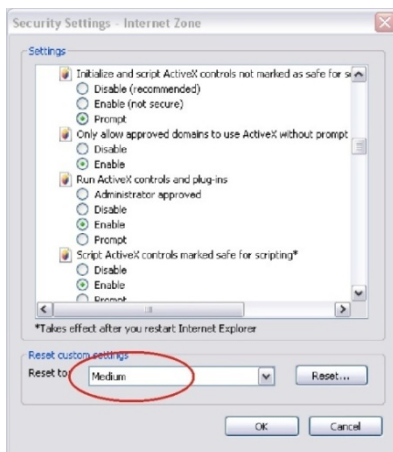 Security Settings - Internet Zone
Settings
Initialize and script ActiveX controls not marked as safe for s
Disable (recommended)
Enable (not secure)
Prompt
Only allow approved domains to use ActiveX without prompt
Disable
Enable
Run ActiveX controls and plug-ins
Administrator approved
Disable
Enable
Prompt
Script ActiveX controls marked safe for scripting*
Disable
Enable
Prompt
*Takes effect after you restart Internet Explorer
Reset custom settings
Reset to: Medium Reset...
OK Cancel